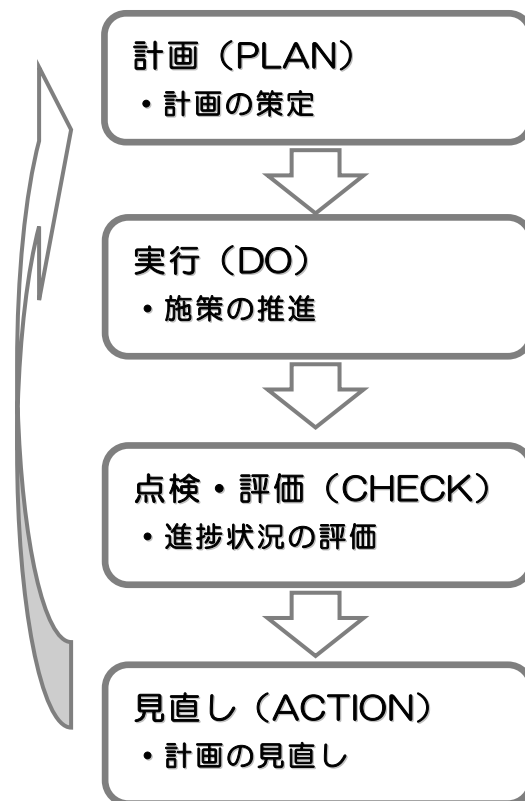 計画（PLAN）
・計画の策定
実行（DO）
・施策の推進
点検・評価（CHECK）
・進捗状況の評価
見直し（ACTION）
・計画の見直し